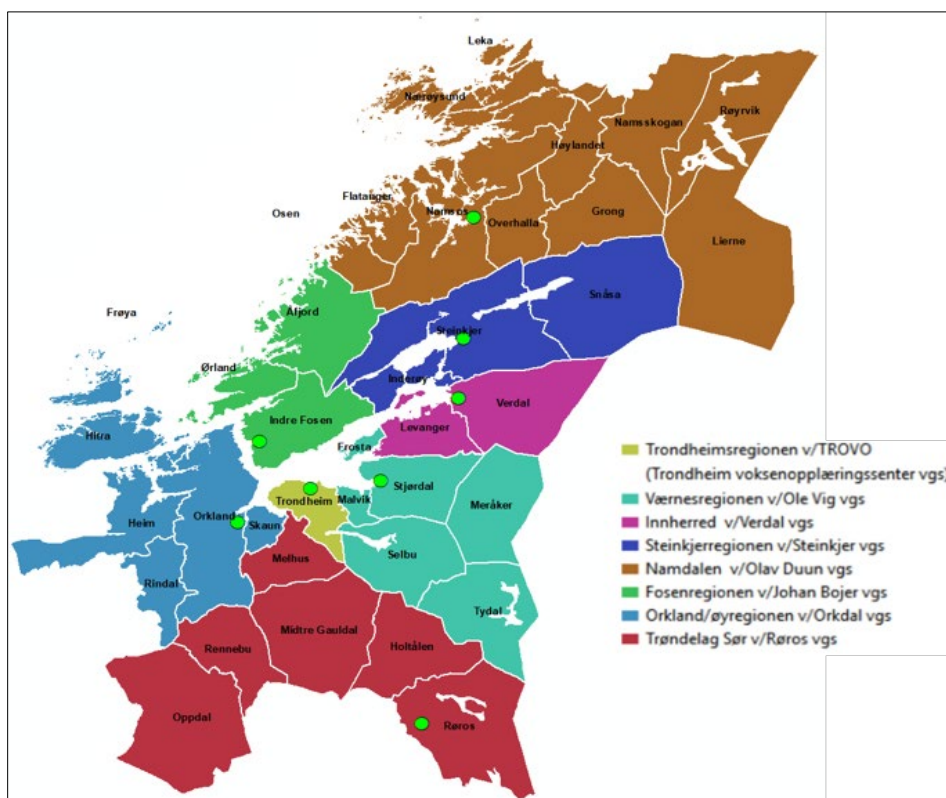 Leka
Nærøysund
Namsskogan
Røyrvik
Høylandet
Flatanger
Namsos
Osen
Overhalla
Grong
Lierne
Snåsa
Frøya
Åfjord
Steinkjer
Ørland
Inderøy
Verdal
Indre Fosen
Levanger
Hitra
Frosta
Stjørdal
Trondheim
Malvik
Meråker
Orkland
Heim
Skaun
Melhus
Selbu
Rindal
Tydal
Midtre Gauldal
Rennebu
Holtålen
Oppdal
Røros
Trondheimsregionen v/TROVO
(Trondheim voksenopplæringssenter vgs)
Værnesregionen v/Ole Vig vgs
Innherred v/Verdal vgs
Steinkjerregionen v/Steinkjer vgs
Namdalen v/Olav Duun vgs
Fosenregionen v/Johan Bojer vgs
Orkland/øyregionen v/Orkdal vgs
Trøndelag Sør v/Røros vgs